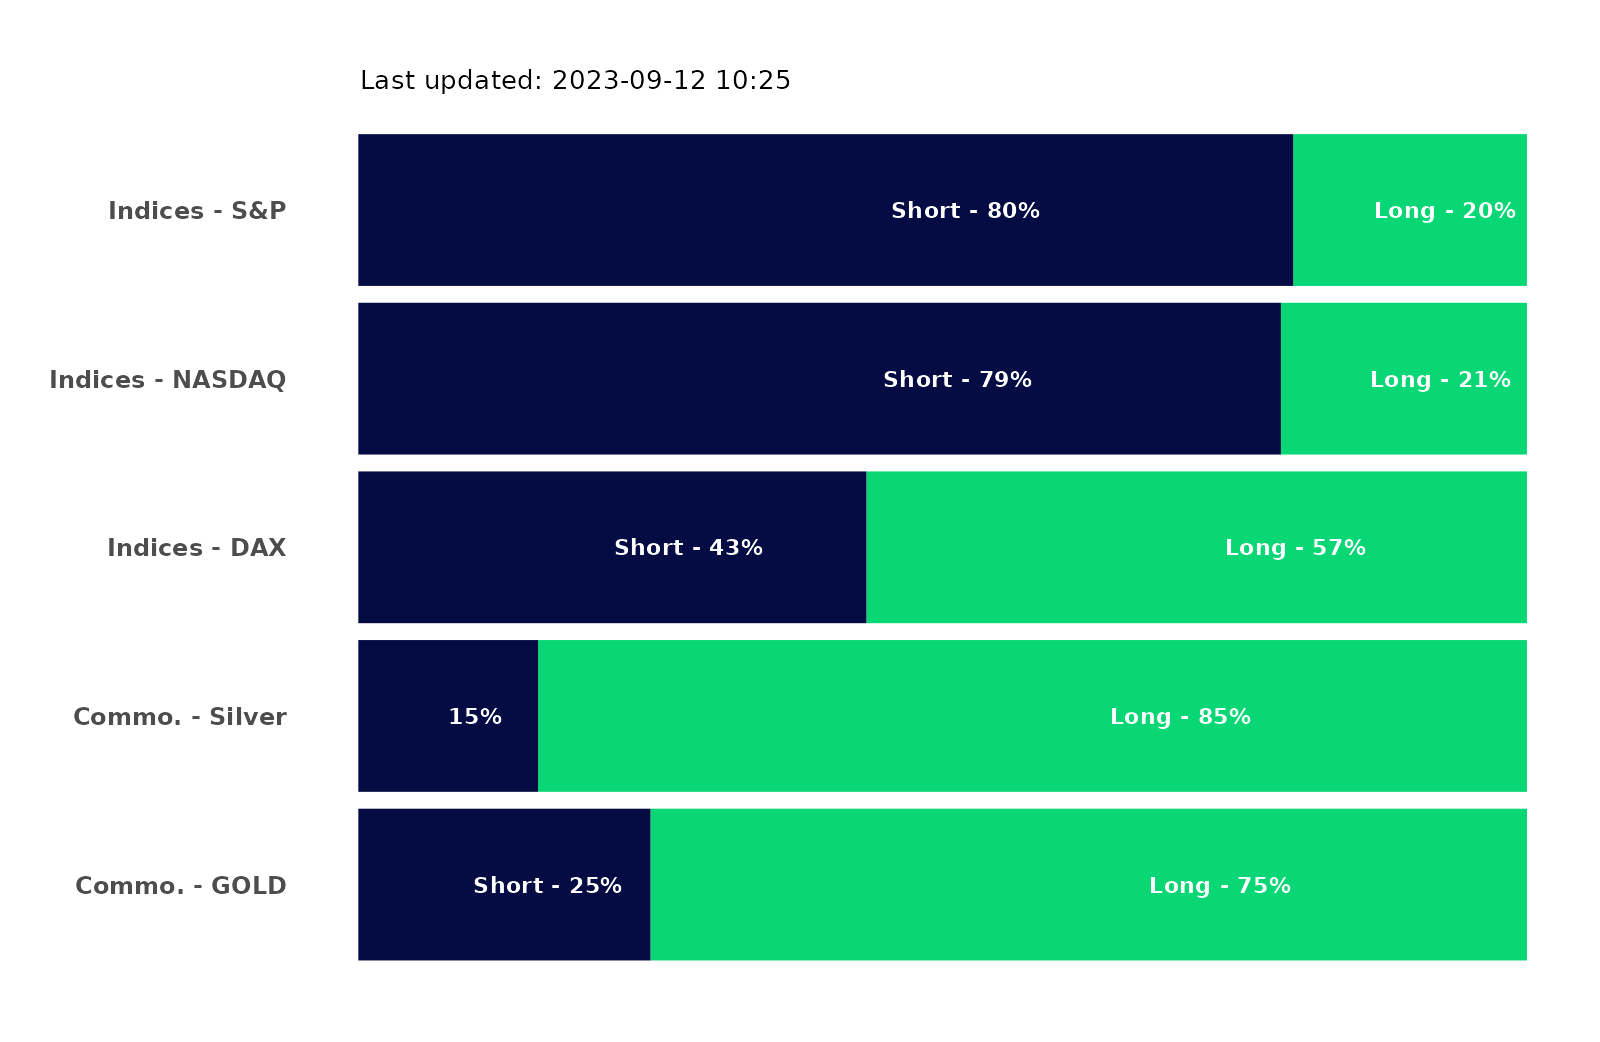 Last updated: 2023-09-12 10:25
Indices - S&P
Short - 80%
Long - 20%
Indices - NASDAQ
Short - 79%
Long - 21%
Indices - DAX
Short - 43%
Long - 57%
Commo. - Silver
15%
Long - 85%
Commo. - GOLD
Short - 25%
Long - 75%